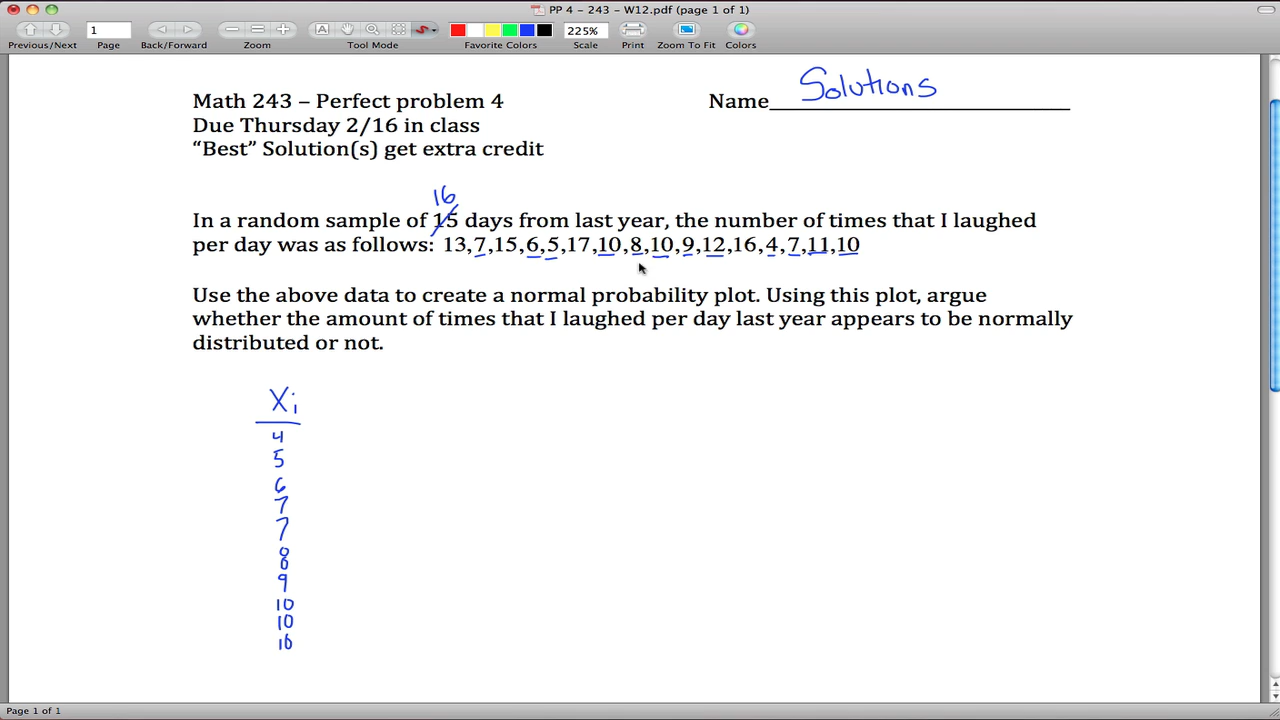 PP 4 – 243 – W12.pdf (page 1 of 1)
1 225%
Previous/Next Page Back/Forward Zoom Tool Mode Favorite Colors Scale Print Zoom To Fit Colors
Math 243 – Perfect problem 4 Name Solutions
Due Thursday 2/16 in class
“Best” Solution(s) get extra credit
16
In a random sample of 15 days from last year, the number of times that I laughed
per day was as follows: 13,7,15,6,5,17,10,8,10,9,12,16,4,7,11,10
Use the above data to create a normal probability plot. Using this plot, argue
whether the amount of times that I laughed per day last year appears to be normally
distributed or not.
Xi
4
5
6
7
7
8
9
10
10
10
Page 1 of 1